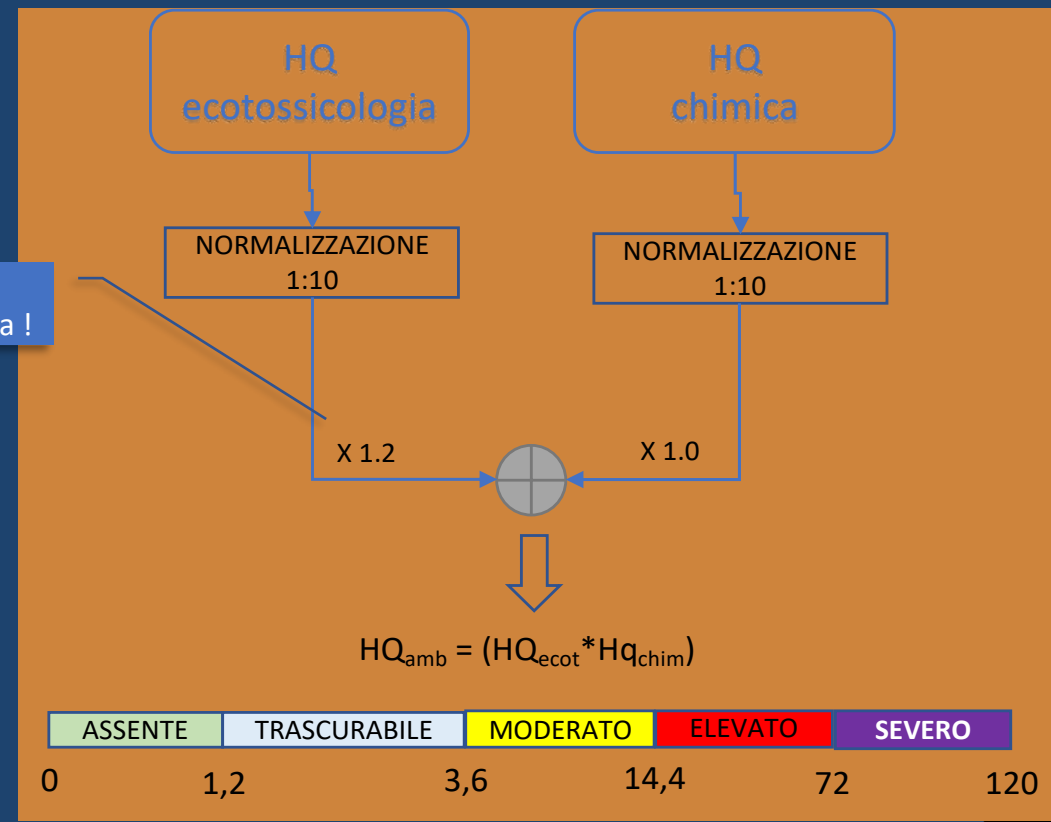 HQ
ecotossicologia
HQ
chimica
NORMALIZZAZIONE
1:10
NORMALIZZAZIONE
1:10
a !
X 1.2
X 1.0
HQamb = (HQecot*Hqchim)
ASSENTE TRASCURABILE MODERATO ELEVATO SEVERO
0 1,2 3,6 14,4 72 120